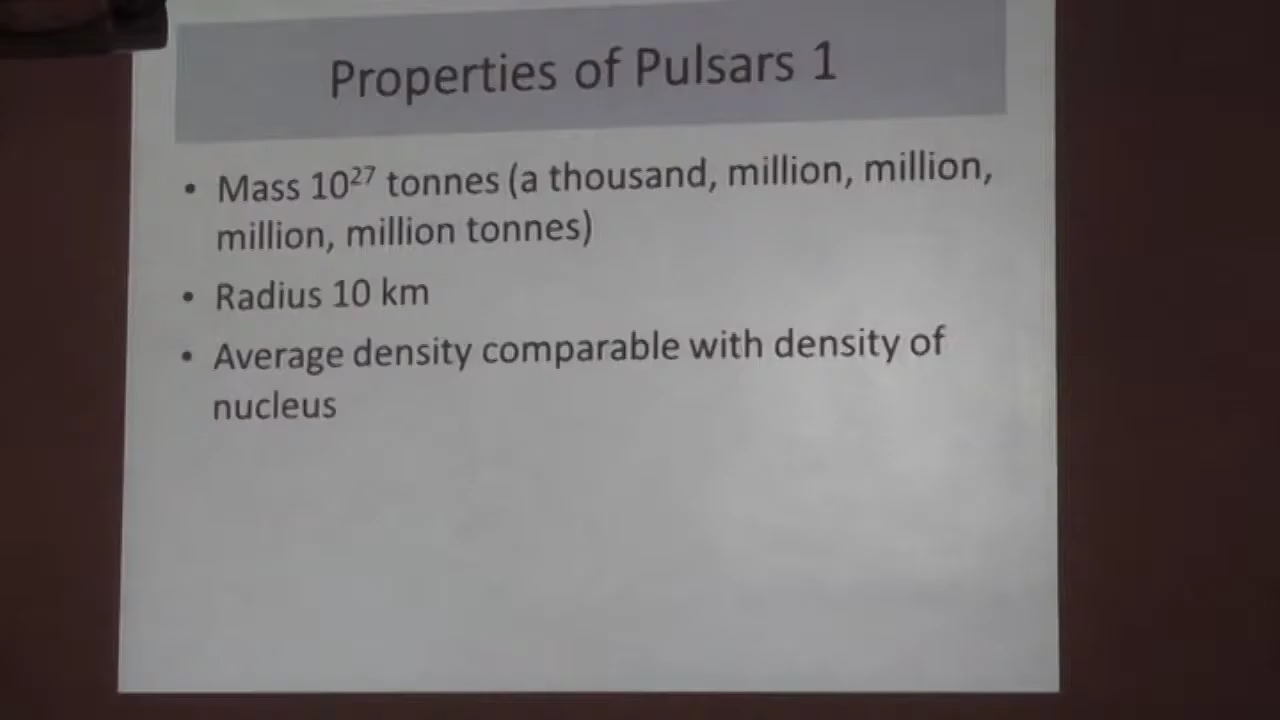 Properties of Pulsars 1
• Mass 10²⁷ tonnes (a thousand, million, million,
million, million tonnes)
• Radius 10 km
• Average density comparable with density of
nucleus